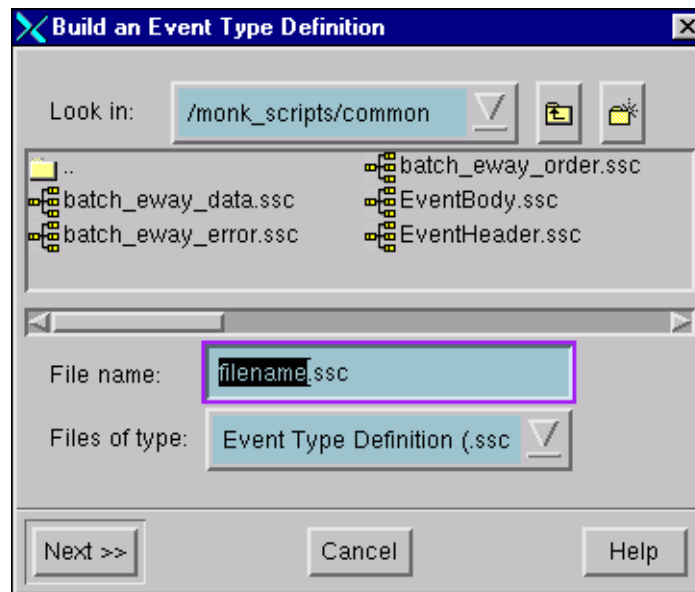 Build an Event Type Definition
Look in: /monk_scripts/common
.. batch_eway_order.ssc
batch_eway_data.ssc EventBody.ssc
batch_eway_error.ssc EventHeader.ssc
File name: filename.ssc
Files of type: Event Type Definition (.ssc
Next >> Cancel Help